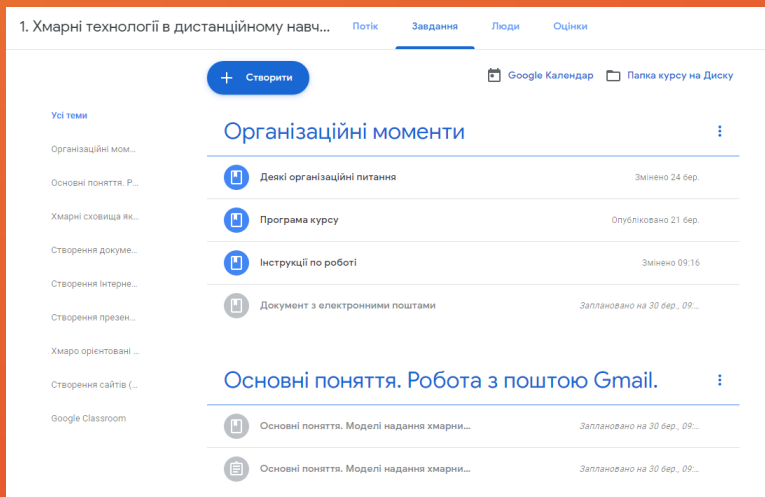 1. Хмарні технології в дистанційному навч... Потік Завдання Люди Оцінки
+ Створити Google Календар Папка курсу на Диску
Усі теми
Організаційні мом...
Основні поняття. Р...
Хмарні сховища як...
Створення докуме...
Створення Інтерне...
Створення презен...
Хмаро орієнтовані ...
Створення сайтів (...
Google Classroom
Організаційні моменти
Деякі організаційні питання Змінено 24 бер.
Програма курсу Опубліковано 21 бер.
Інструкції по роботі Змінено 09:16
Документ з електронними поштами Заплановано на 30 бер., 09:...
Основні поняття. Робота з поштою Gmail.
Основні поняття. Моделі надання хмарни... Заплановано на 30 бер., 09:...
Основні поняття. Моделі надання хмарни... Заплановано на 30 бер., 09:...